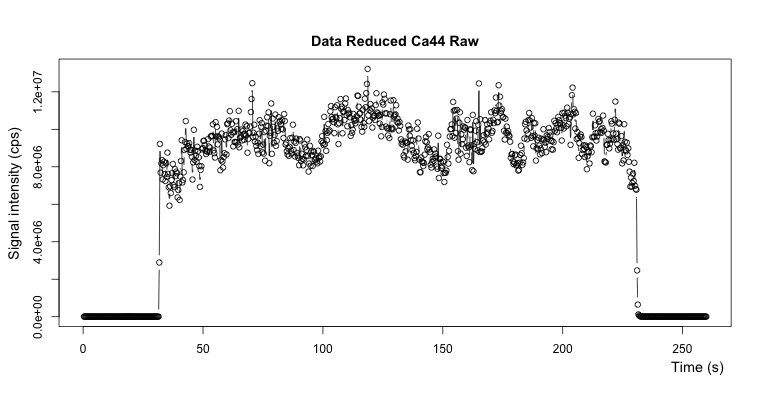 Data Reduced Ca44 Raw
Signal intensity (cps)
1.2e+07
8.0e+06
4.0e+06
0.0e+00
0 50 100 150 200 250
Time (s)